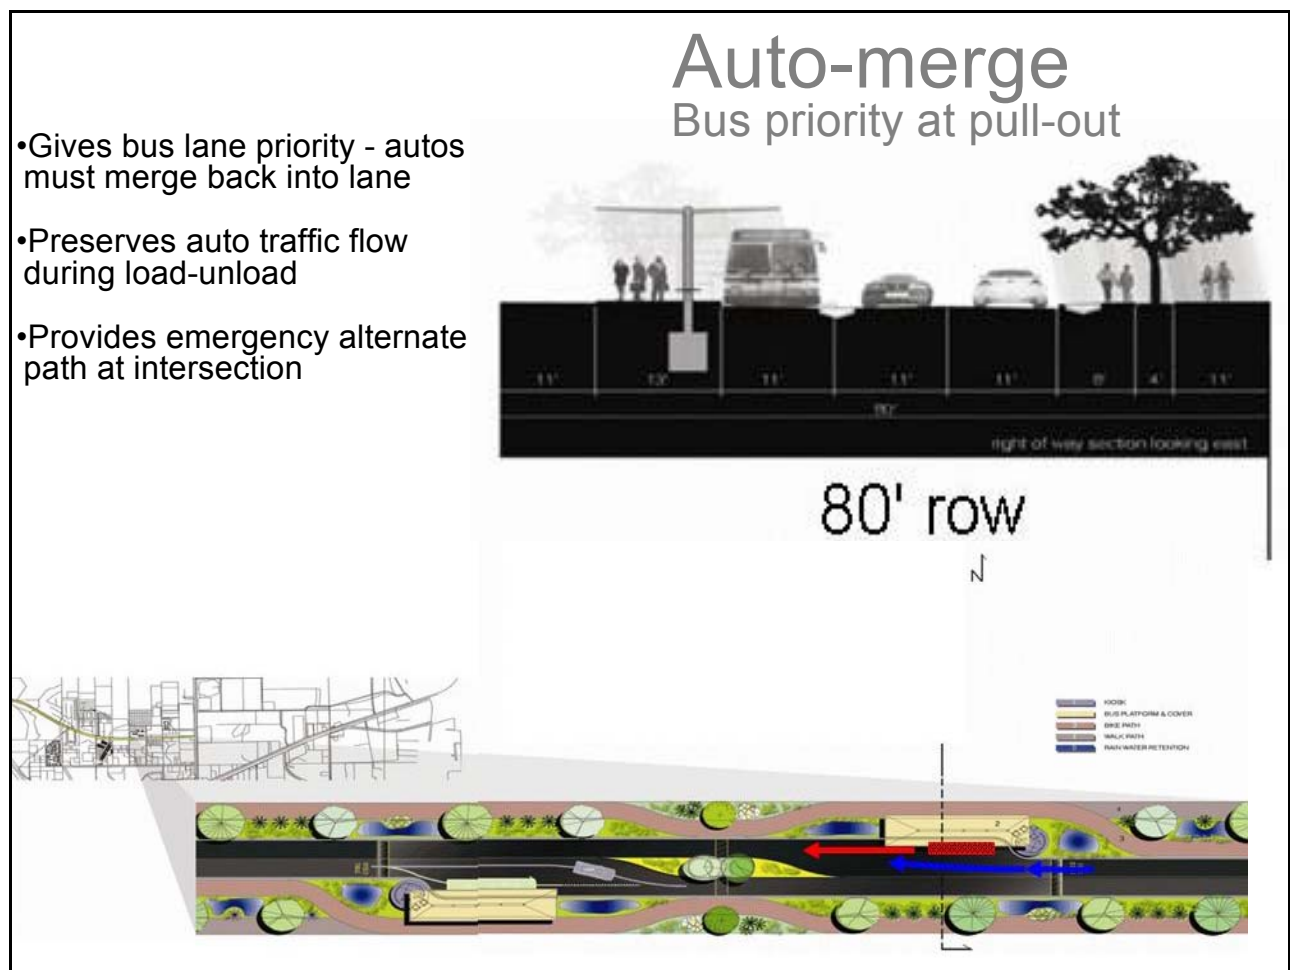 Auto-merge
Bus priority at pull-out
•Gives bus lane priority - autos
must merge back into lane
•Preserves auto traffic flow
during load-unload
•Provides emergency alternate
path at intersection
11' 13' 11' 11' 11' 8' 4' 11'
80'
right of way section looking east
80' row
N
KIOSK
BUS PLATFORM & COVER
BIKE PATH
WALK PATH
RAIN WATER RETENTION
2
3